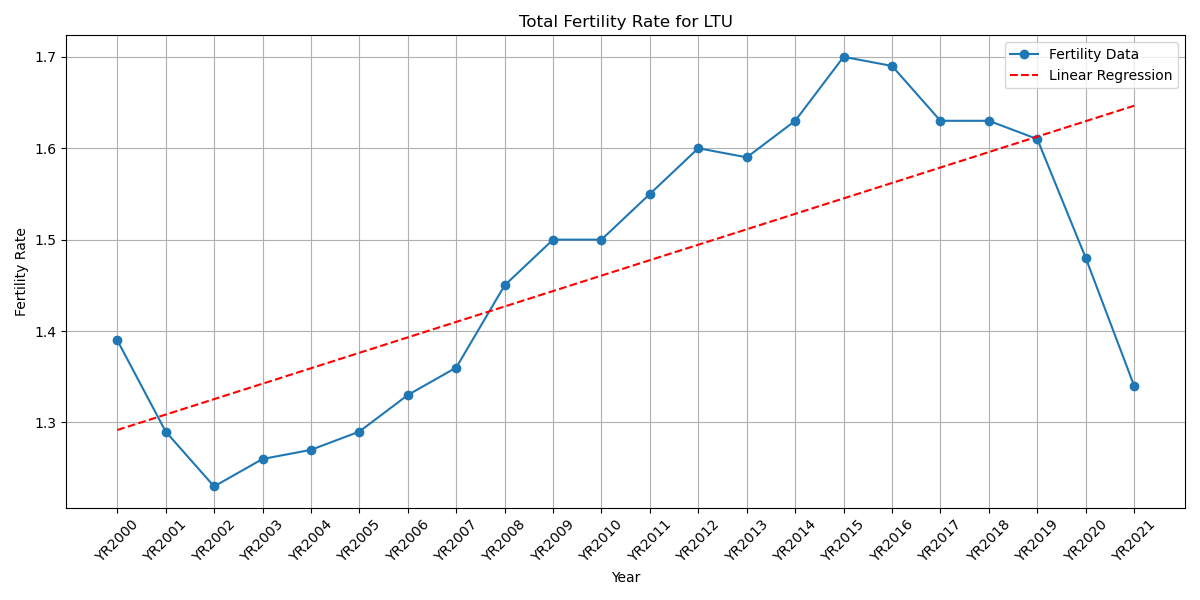 Total Fertility Rate for LTU
Fertility Data
Linear Regression
Fertility Rate
1.7
1.6
1.5
1.4
1.3
YR2000
YR2001
YR2002
YR2003
YR2004
YR2005
YR2006
YR2007
YR2008
YR2009
YR2010
YR2011
YR2012
YR2013
YR2014
YR2015
YR2016
YR2017
YR2018
YR2019
YR2020
YR2021
Year